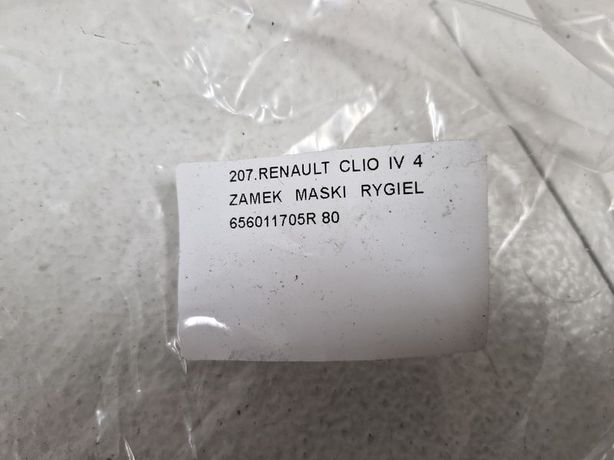 207.RENAULT CLIO IV 4
ZAMEK MASKI RYGIEL
656011705R 80